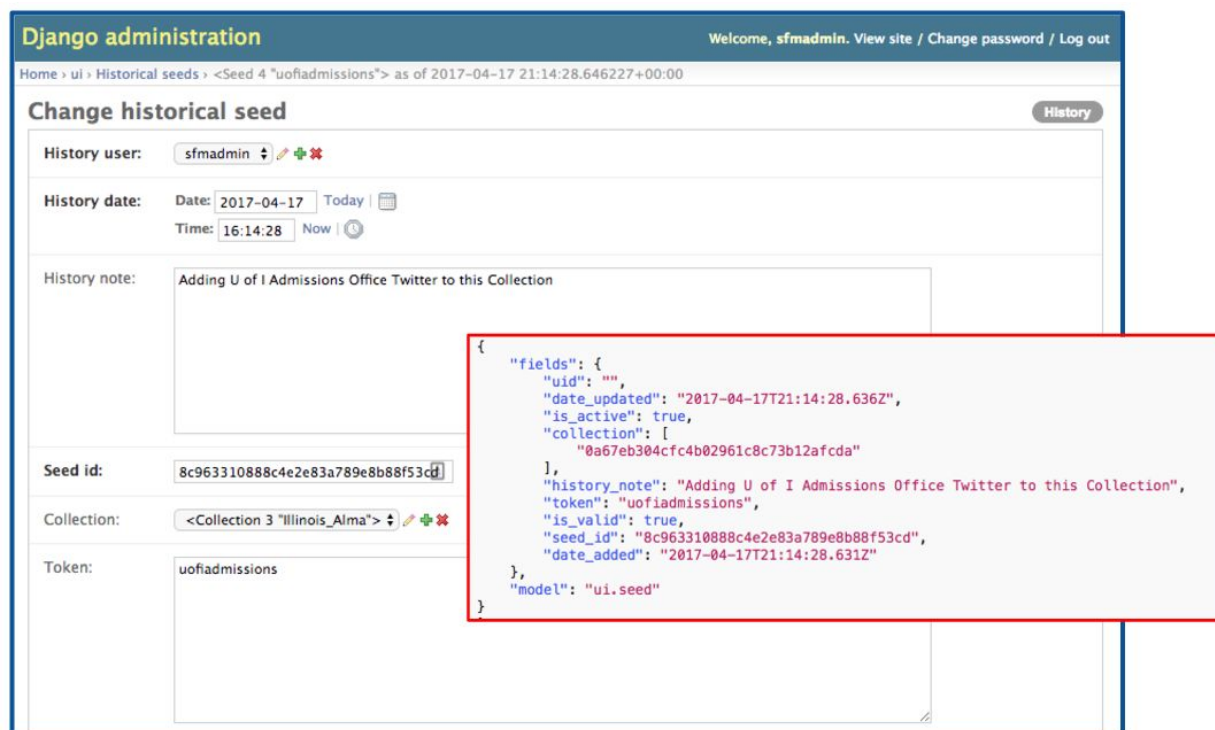 Django administration
Welcome, sfmadmin. View site / Change password / Log out
Home › ui › Historical seeds › <Seed 4 "uofiadmissions"> as of 2017-04-17 21:14:28.646227+00:00
Change historical seed
History
History user:
sfmadmin
History date:
Date: 2017-04-17 Today |
Time: 16:14:28 Now |
History note:
Adding U of I Admissions Office Twitter to this Collection
Seed id:
8c963310888c4e2e83a789e8b88f53cd
Collection:
<Collection 3 "Illinois_Alma">
Token:
uofiadmissions
{
"fields": {
"uid": "",
"date_updated": "2017-04-17T21:14:28.636Z",
"is_active": true,
"collection": [
"0a67eb304cfc4b02961c8c73b12afcda"
],
"history_note": "Adding U of I Admissions Office Twitter to this Collection",
"token": "uofiadmissions",
"is_valid": true,
"seed_id": "8c963310888c4e2e83a789e8b88f53cd",
"date_added": "2017-04-17T21:14:28.631Z"
},
"model": "ui.seed"
}